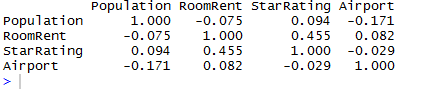 Population RoomRent StarRating Airport
Population 1.000 -0.075 0.094 -0.171
RoomRent -0.075 1.000 0.455 0.082
StarRating 0.094 0.455 1.000 -0.029
Airport -0.171 0.082 -0.029 1.000
>